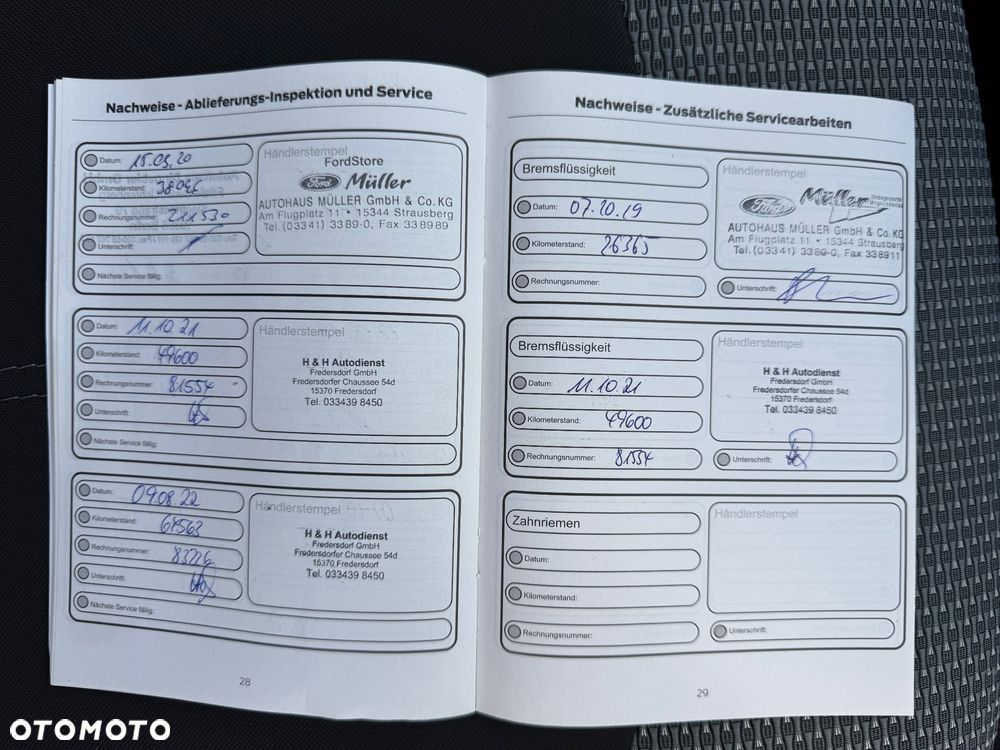 Nachweise - Ablieferungs-Inspektion und Service
Datum: 15.09.20
Kilometerstand:
Rechnungsnummer: 211530
Unterschrift:
Nächste Service fällig:
Händlerstempel
FordStore
Ford Müller
AUTOHAUS MÜLLER GmbH & Co. KG
Am Flugplatz 11 • 15344 Strausberg
Tel. (03341) 3389-0, Fax 338989
Datum: 11.10.21
Kilometerstand: 49600
Rechnungsnummer: 81554
Unterschrift:
Nächste Service fällig:
Händlerstempel
H & H Autodienst
Fredersdorf GmbH
Fredersdorfer Chaussee 54d
15370 Fredersdorf
Tel. 033439 8450
Datum: 09.08.22
Kilometerstand: 64563
Rechnungsnummer: 83726
Unterschrift:
Nächste Service fällig:
Händlerstempel
H & H Autodienst
Fredersdorf GmbH
Fredersdorfer Chaussee 54d
15370 Fredersdorf
Tel. 033439 8450
28
Nachweise - Zusätzliche Servicearbeiten
Bremsflüssigkeit
Datum: 07.10.19
Kilometerstand: 26365
Rechnungsnummer:
Händlerstempel
Ford Müller
AUTOHAUS MÜLLER GmbH & Co. KG
Am Flugplatz 11 • 15344 Strausberg
Tel. (03341) 3389-0, Fax 338911
Unterschrift:
Bremsflüssigkeit
Datum: 11.10.21
Kilometerstand: 49600
Rechnungsnummer: 81554
Händlerstempel
H & H Autodienst
Fredersdorf GmbH
Fredersdorfer Chaussee 54d
15370 Fredersdorf
Tel. 033439 8450
Unterschrift:
Zahnriemen
Datum:
Kilometerstand:
Rechnungsnummer:
Händlerstempel
Unterschrift:
29
OTOMOTO